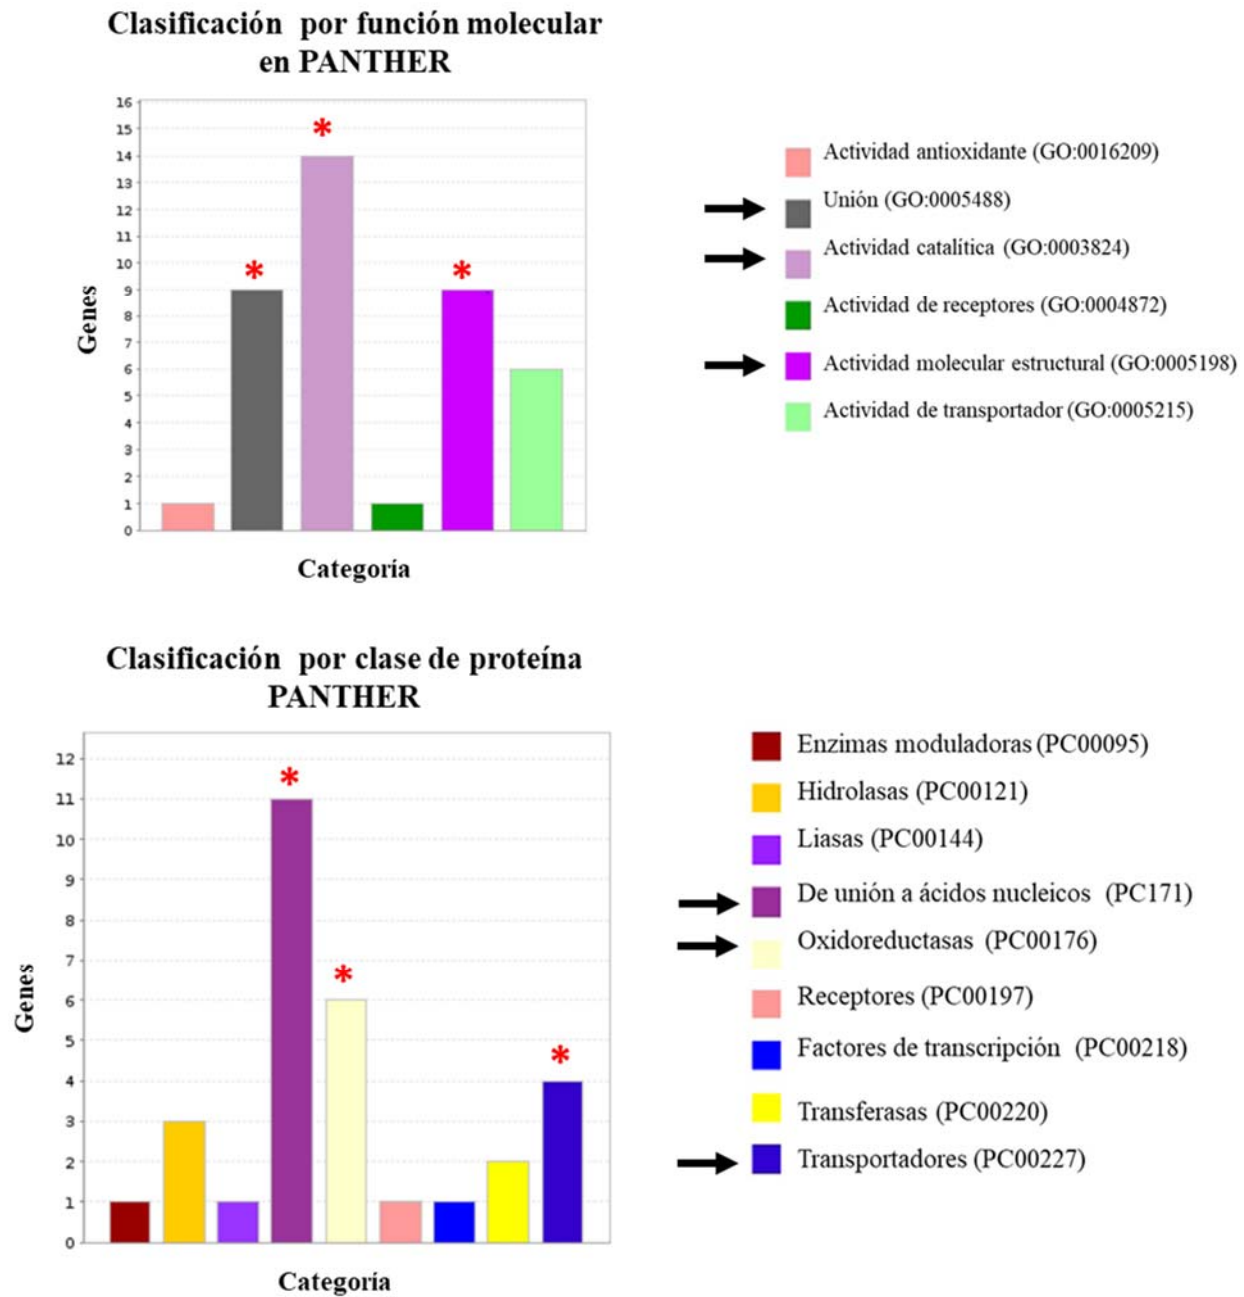 Clasificación por función molecular
en PANTHER
16
15
14
13
12
11
10
9
8
7
6
5
4
3
2
1
0
Genes
Categoría
*
*
*
Actividad antioxidante (GO:0016209)
Unión (GO:0005488)
Actividad catalítica (GO:0003824)
Actividad de receptores (GO:0004872)
Actividad molecular estructural (GO:0005198)
Actividad de transportador (GO:0005215)
Clasificación por clase de proteína
PANTHER
12
11
10
9
8
7
6
5
4
3
2
1
0
Genes
Categoría
*
*
*
Enzimas moduladoras (PC00095)
Hidrolasas (PC00121)
Liasas (PC00144)
De unión a ácidos nucleicos (PC171)
Oxidoreductasas (PC00176)
Receptores (PC00197)
Factores de transcripción (PC00218)
Transferasas (PC00220)
Transportadores (PC00227)